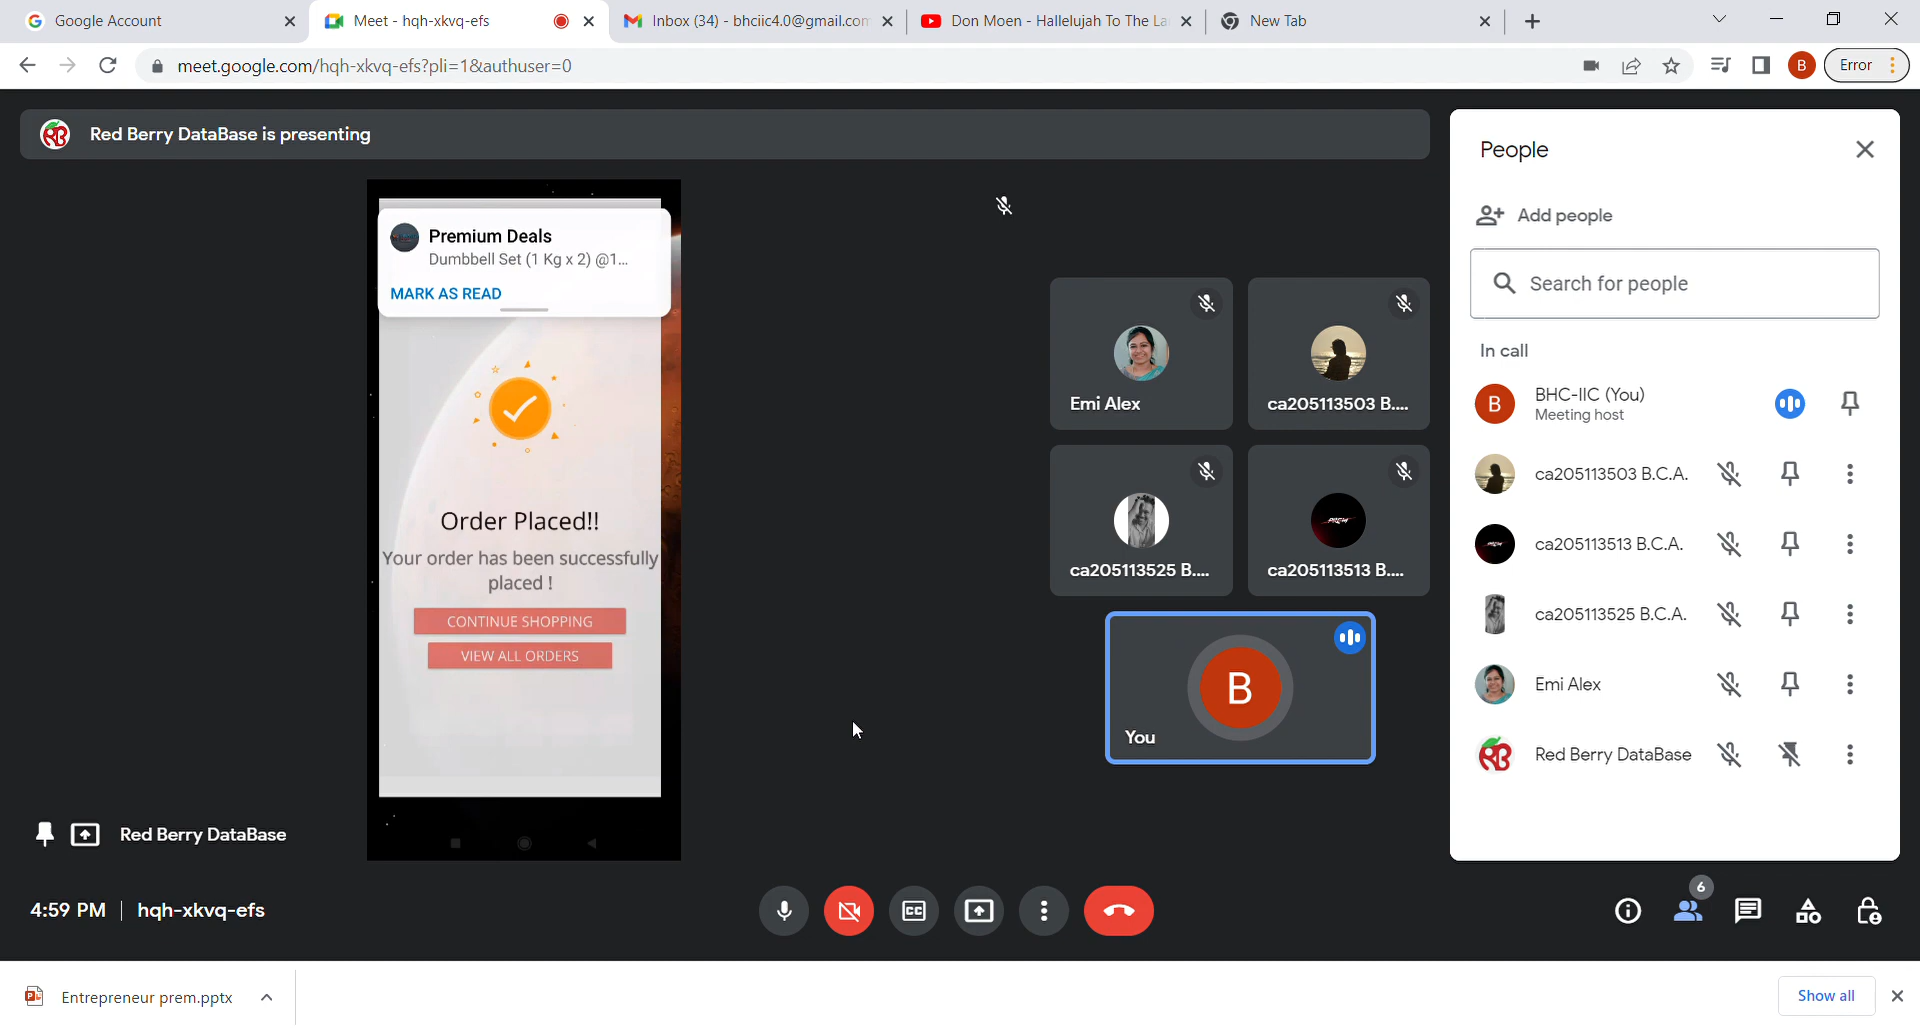 Google Account
Meet - hqh-xkvq-efs
Inbox (34) - bhciic4.0@gmail.com
Don Moen - Hallelujah To The La
New Tab
meet.google.com/hqh-xkvq-efs?pli=1&authuser=0
B
Error
Red Berry DataBase is presenting
Premium Deals
Dumbbell Set (1 Kg x 2) @1...
MARK AS READ
Order Placed!!
Your order has been successfully
placed !
CONTINUE SHOPPING
VIEW ALL ORDERS
Emi Alex
ca205113503 B....
ca205113525 B....
ca205113513 B....
B
You
People
Add people
Search for people
In call
B
BHC-IIC (You)
Meeting host
ca205113503 B.C.A.
ca205113513 B.C.A.
ca205113525 B.C.A.
Emi Alex
Red Berry DataBase
Red Berry DataBase
4:59 PM
hqh-xkvq-efs
CC
6
Entrepreneur prem.pptx
Show all